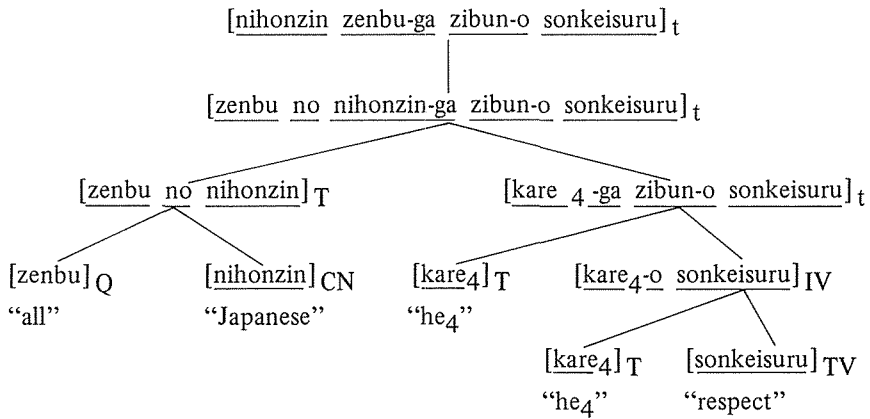 [nihonzin zenbu-ga zibun-o sonkeisuru]t
[zenbu no nihonzin-ga zibun-o sonkeisuru]t
[zenbu no nihonzin]T [kare 4 -ga zibun-o sonkeisuru]t
[zenbu]Q [nihonzin]CN [kare4]T [kare4-o sonkeisuru]IV
“all” “Japanese” “he4”
[kare4]T [sonkeisuru]TV
“he4” “respect”